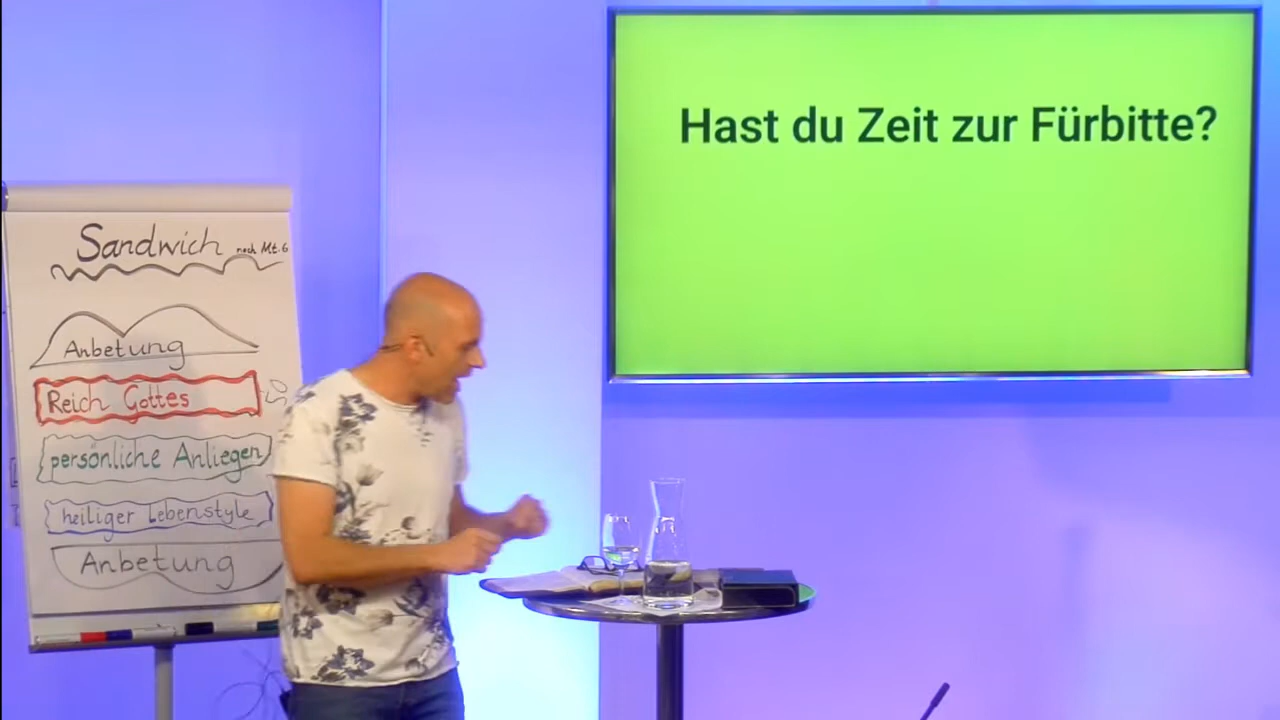 Hast du Zeit zur Fürbitte?
Sandwich nach Mt. 6
Anbetung
Reich Gottes
persönliche Anliegen
heiliger Lebenstyle
Anbetung